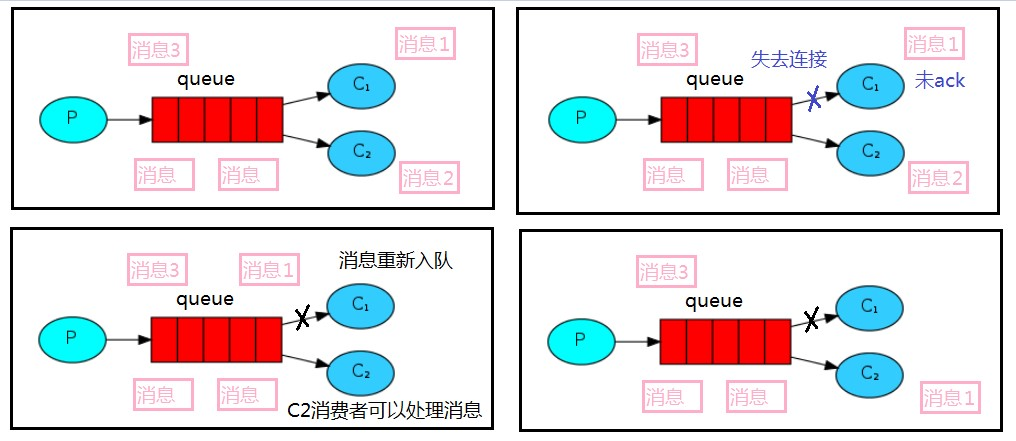 消息3
消息1
queue
P
C₁
C₂
消息
消息
消息2
消息3
失去连接
消息1
queue
未ack
P
C₁
C₂
消息
消息
消息2
消息3
消息1
消息重新入队
queue
P
C₁
C₂
消息
消息
C2消费者可以处理消息
消息3
queue
P
C₁
C₂
消息
消息
消息1